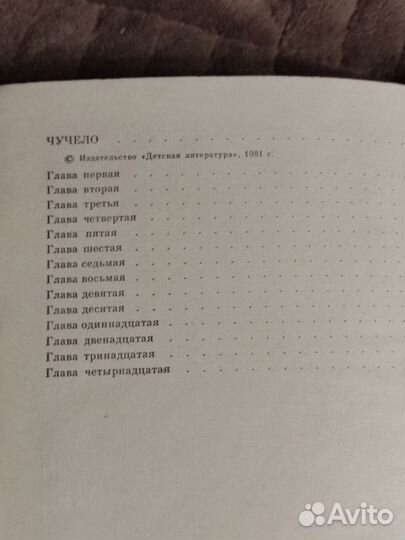 ЧУЧЕЛО . . . . . . . . . . . . . . . . . .
© Издательство «Детская литература», 1981 г.
Глава первая . . . . . . . . . . . . . . .
Глава вторая . . . . . . . . . . . . . . .
Глава третья . . . . . . . . . . . . . . .
Глава четвертая . . . . . . . . . . . . . .
Глава пятая . . . . . . . . . . . . . . .
Глава шестая . . . . . . . . . . . . . . .
Глава седьмая . . . . . . . . . . . . . . .
Глава восьмая . . . . . . . . . . . . . . .
Глава девятая . . . . . . . . . . . . . . .
Глава десятая . . . . . . . . . . . . . . .
Глава одиннадцатая . . . . . . . . . . . .
Глава двенадцатая . . . . . . . . . . . . .
Глава тринадцатая . . . . . . . . . . . . .
Глава четырнадцатая . . . . . . . . . . . .
Avito